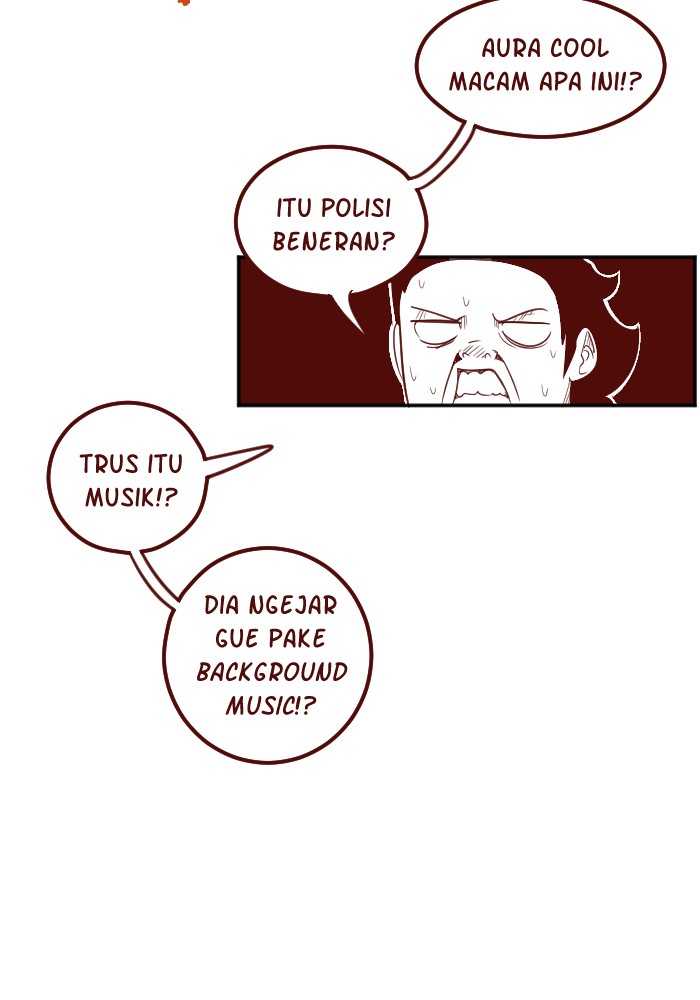 AURA COOL
MACAM APA INI!?
ITU POLISI
BENERAN?
TRUS ITU
MUSIK!?
DIA NGEJAR
GUE PAKE
BACKGROUND
MUSIC!?